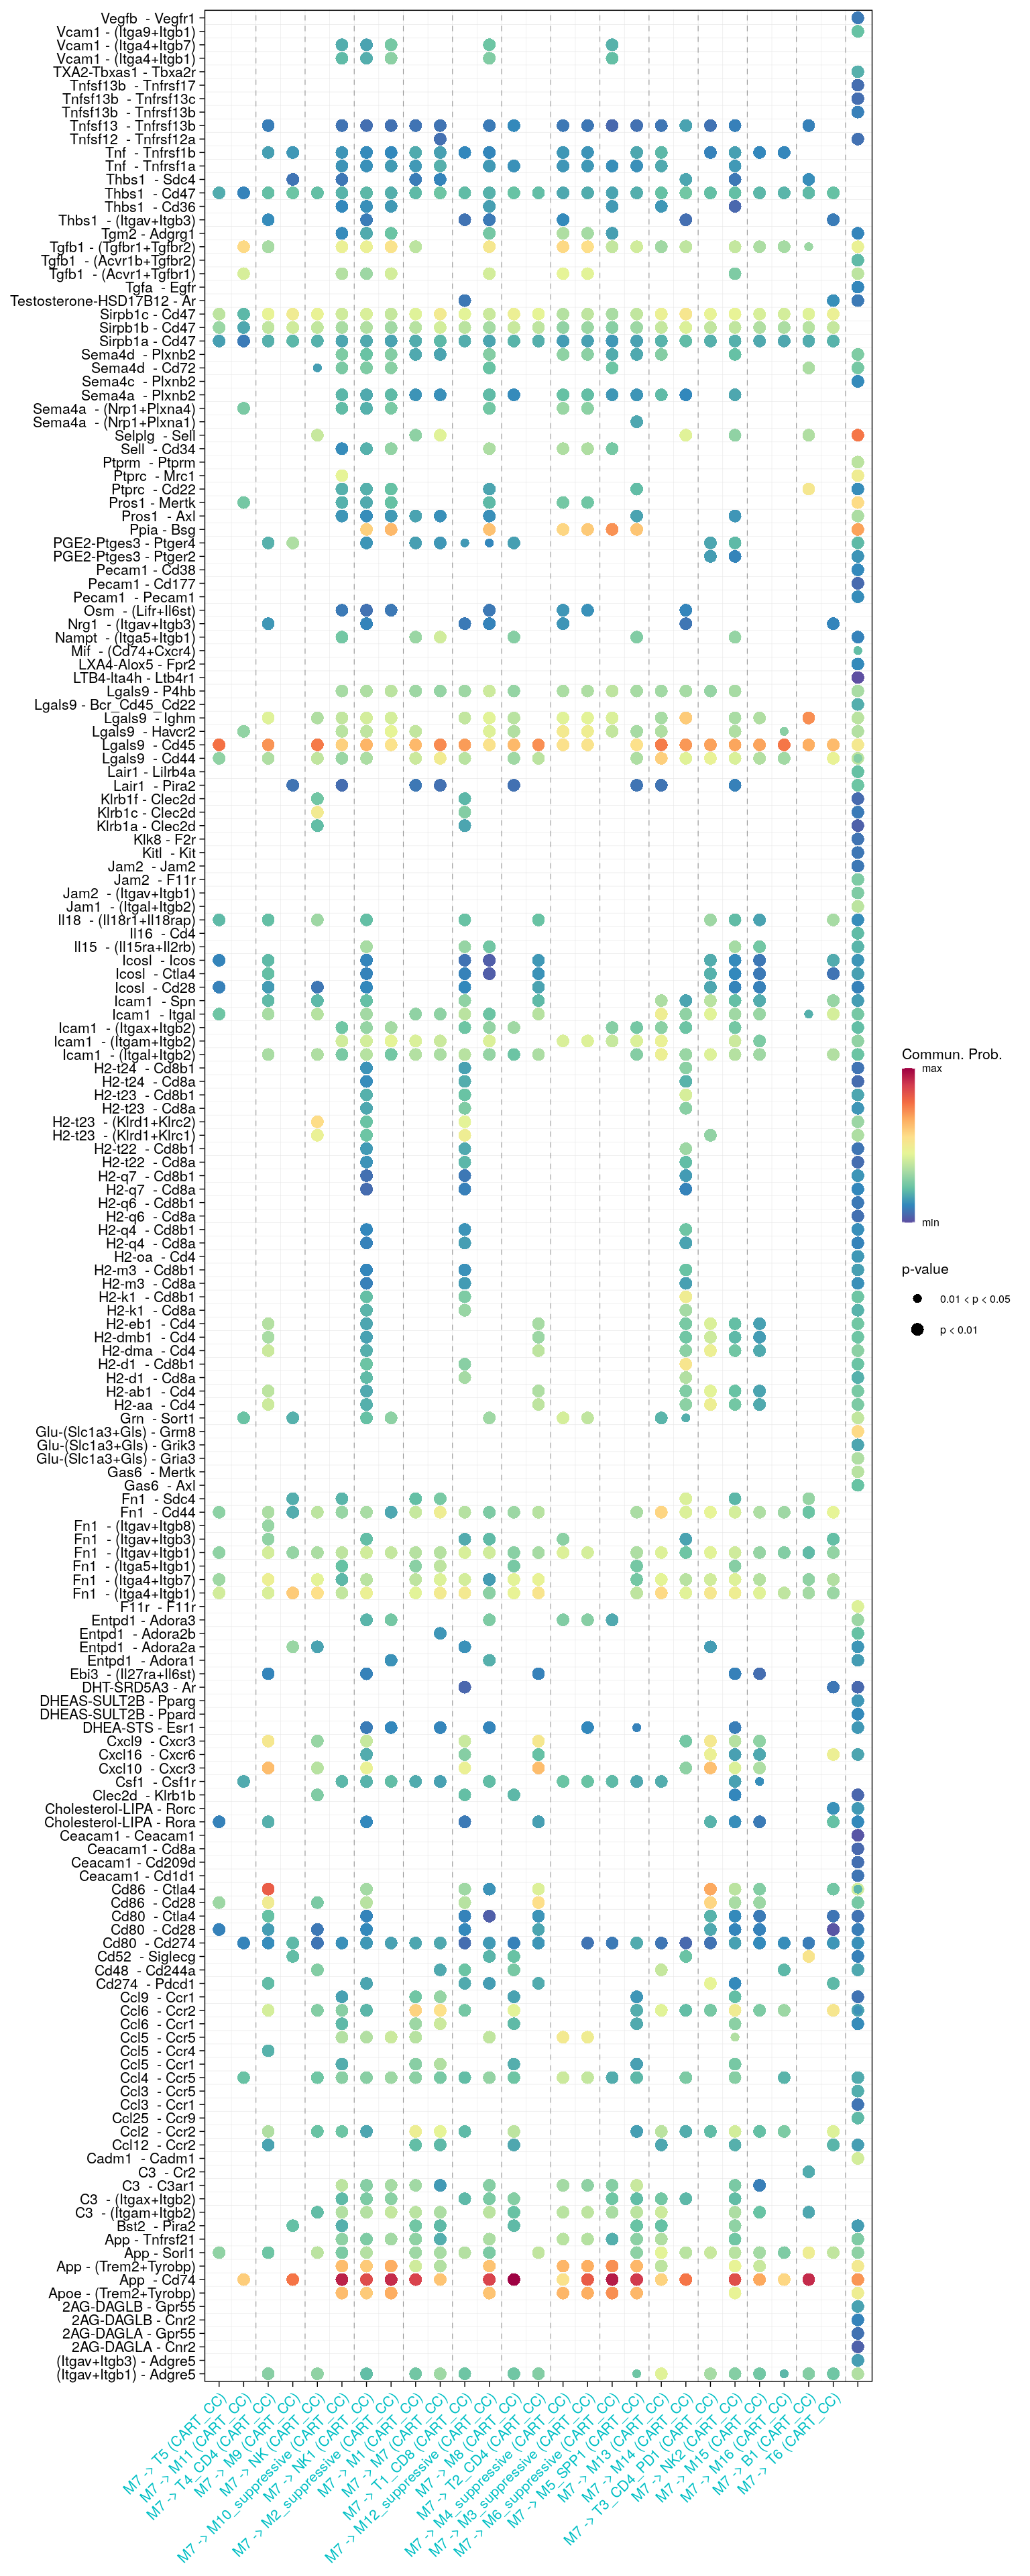 Vegfb - Vegfr1
Vcam1 - (Itga9+Itgb1)
Vcam1 - (Itga4+Itgb7)
Vcam1 - (Itga4+Itgb1)
TXA2-Tbxas1 - Tbxa2r
Tnfsf13b - Tnfrsf17
Tnfsf13b - Tnfrsf13c
Tnfsf13b - Tnfrsf13b
Tnfsf13 - Tnfrsf13b
Tnfsf12 - Tnfrsf12a
Tnf - Tnfrsf1b
Tnf - Tnfrsf1a
Thbs1 - Sdc4
Thbs1 - Cd47
Thbs1 - Cd36
Thbs1 - (Itgav+Itgb3)
Tgm2 - Adgrg1
Tgfb1 - (Tgfbr1+Tgfbr2)
Tgfb1 - (Acvr1b+Tgfbr2)
Tgfb1 - (Acvr1+Tgfbr1)
Tgfa - Egfr
Testosterone-HSD17B12 - Ar
Sirpb1c - Cd47
Sirpb1b - Cd47
Sirpb1a - Cd47
Sema4d - Plxnb2
Sema4d - Cd72
Sema4c - Plxnb2
Sema4a - Plxnb2
Sema4a - (Nrp1+Plxna4)
Sema4a - (Nrp1+Plxna1)
Selplg - Sell
Sell - Cd34
Ptprm - Ptprm
Ptprc - Mrc1
Ptprc - Cd22
Pros1 - Mertk
Pros1 - Axl
Ppia - Bsg
PGE2-Ptges3 - Ptger4
PGE2-Ptges3 - Ptger2
Pecam1 - Cd38
Pecam1 - Cd177
Pecam1 - Pecam1
Osm - (Lifr+Il6st)
Nrg1 - (Itgav+Itgb3)
Nampt - (Itga5+Itgb1)
Mif - (Cd74+Cxcr4)
LXA4-Alox5 - Fpr2
LTB4-lta4h - Ltb4r1
Lgals9 - P4hb
Lgals9 - Bcr_Cd45_Cd22
Lgals9 - Ighm
Lgals9 - Havcr2
Lgals9 - Cd45
Lgals9 - Cd44
Lair1 - Lilrb4a
Lair1 - Pira2
Klrb1f - Clec2d
Klrb1c - Clec2d
Klrb1a - Clec2d
Klk8 - F2r
Kitl - Kit
Jam2 - Jam2
Jam2 - F11r
Jam2 - (Itgav+Itgb1)
Jam1 - (Itgal+Itgb2)
Il18 - (Il18r1+Il18rap)
Il16 - Cd4
Il15 - (Il15ra+Il2rb)
Icosl - Icos
Icosl - Ctla4
Icosl - Cd28
Icam1 - Spn
Icam1 - Itgal
Icam1 - (Itgax+Itgb2)
Icam1 - (Itgam+Itgb2)
Icam1 - (Itgal+Itgb2)
H2-t24 - Cd8b1
H2-t24 - Cd8a
H2-t23 - Cd8b1
H2-t23 - Cd8a
H2-t23 - (Klrd1+Klrc2)
H2-t23 - (Klrd1+Klrc1)
H2-t22 - Cd8b1
H2-t22 - Cd8a
H2-q7 - Cd8b1
H2-q7 - Cd8a
H2-q6 - Cd8b1
H2-q6 - Cd8a
H2-q4 - Cd8b1
H2-q4 - Cd8a
H2-oa - Cd4
H2-m3 - Cd8b1
H2-m3 - Cd8a
H2-k1 - Cd8b1
H2-k1 - Cd8a
H2-eb1 - Cd4
H2-dmb1 - Cd4
H2-dma - Cd4
H2-d1 - Cd8b1
H2-d1 - Cd8a
H2-ab1 - Cd4
H2-aa - Cd4
Grn - Sort1
Glu-(Slc1a3+Gls) - Grm8
Glu-(Slc1a3+Gls) - Grik3
Glu-(Slc1a3+Gls) - Gria3
Gas6 - Mertk
Gas6 - Axl
Fn1 - Sdc4
Fn1 - Cd44
Fn1 - (Itgav+Itgb8)
Fn1 - (Itgav+Itgb3)
Fn1 - (Itgav+Itgb1)
Fn1 - (Itga5+Itgb1)
Fn1 - (Itga4+Itgb7)
Fn1 - (Itga4+Itgb1)
F11r - F11r
Entpd1 - Adora3
Entpd1 - Adora2b
Entpd1 - Adora2a
Entpd1 - Adora1
Ebi3 - (Il27ra+Il6st)
DHT-SRD5A3 - Ar
DHEAS-SULT2B - Pparg
DHEAS-SULT2B - Ppard
DHEA-STS - Esr1
Cxcl9 - Cxcr3
Cxcl16 - Cxcr6
Cxcl10 - Cxcr3
Csf1 - Csf1r
Clec2d - Klrb1b
Cholesterol-LIPA - Rorc
Cholesterol-LIPA - Rora
Ceacam1 - Ceacam1
Ceacam1 - Cd8a
Ceacam1 - Cd209d
Ceacam1 - Cd1d1
Cd86 - Ctla4
Cd86 - Cd28
Cd80 - Ctla4
Cd80 - Cd28
Cd80 - Cd274
Cd52 - Siglecg
Cd48 - Cd244a
Cd274 - Pdcd1
Ccl9 - Ccr1
Ccl6 - Ccr2
Ccl6 - Ccr1
Ccl5 - Ccr5
Ccl5 - Ccr4
Ccl5 - Ccr1
Ccl4 - Ccr5
Ccl3 - Ccr5
Ccl3 - Ccr1
Ccl25 - Ccr9
Ccl2 - Ccr2
Ccl12 - Ccr2
Cadm1 - Cadm1
C3 - Cr2
C3 - C3ar1
C3 - (Itgax+Itgb2)
C3 - (Itgam+Itgb2)
Bst2 - Pira2
App - Tnfrsf21
App - Sorl1
App - (Trem2+Tyrobp)
App - Cd74
Apoe - (Trem2+Tyrobp)
2AG-DAGLB - Gpr55
2AG-DAGLB - Cnr2
2AG-DAGLA - Gpr55
2AG-DAGLA - Cnr2
(Itgav+Itgb3) - Adgre5
(Itgav+Itgb1) - Adgre5
M7 -> T5 (CART_CC)
M7 -> M11 (CART_CC)
M7 -> T4_CD4 (CART_CC)
M7 -> M9 (CART_CC)
M7 -> NK (CART_CC)
M7 -> M10_suppressive (CART_CC)
M7 -> NK1 (CART_CC)
M7 -> M2_suppressive (CART_CC)
M7 -> M1 (CART_CC)
M7 -> M7 (CART_CC)
M7 -> T1_CD8 (CART_CC)
M7 -> M12_suppressive (CART_CC)
M7 -> M8 (CART_CC)
M7 -> T2_CD4 (CART_CC)
M7 -> M4_suppressive (CART_CC)
M7 -> M3_suppressive (CART_CC)
M7 -> M6_suppressive (CART_CC)
M7 -> M5_SPP1 (CART_CC)
M7 -> M13 (CART_CC)
M7 -> M14 (CART_CC)
M7 -> T3_CD4_PD1 (CART_CC)
M7 -> NK2 (CART_CC)
M7 -> M15 (CART_CC)
M7 -> M16 (CART_CC)
M7 -> B1 (CART_CC)
M7 -> T6 (CART_CC)
Commun. Prob.
max
min
p-value
0.01 < p < 0.05
p < 0.01